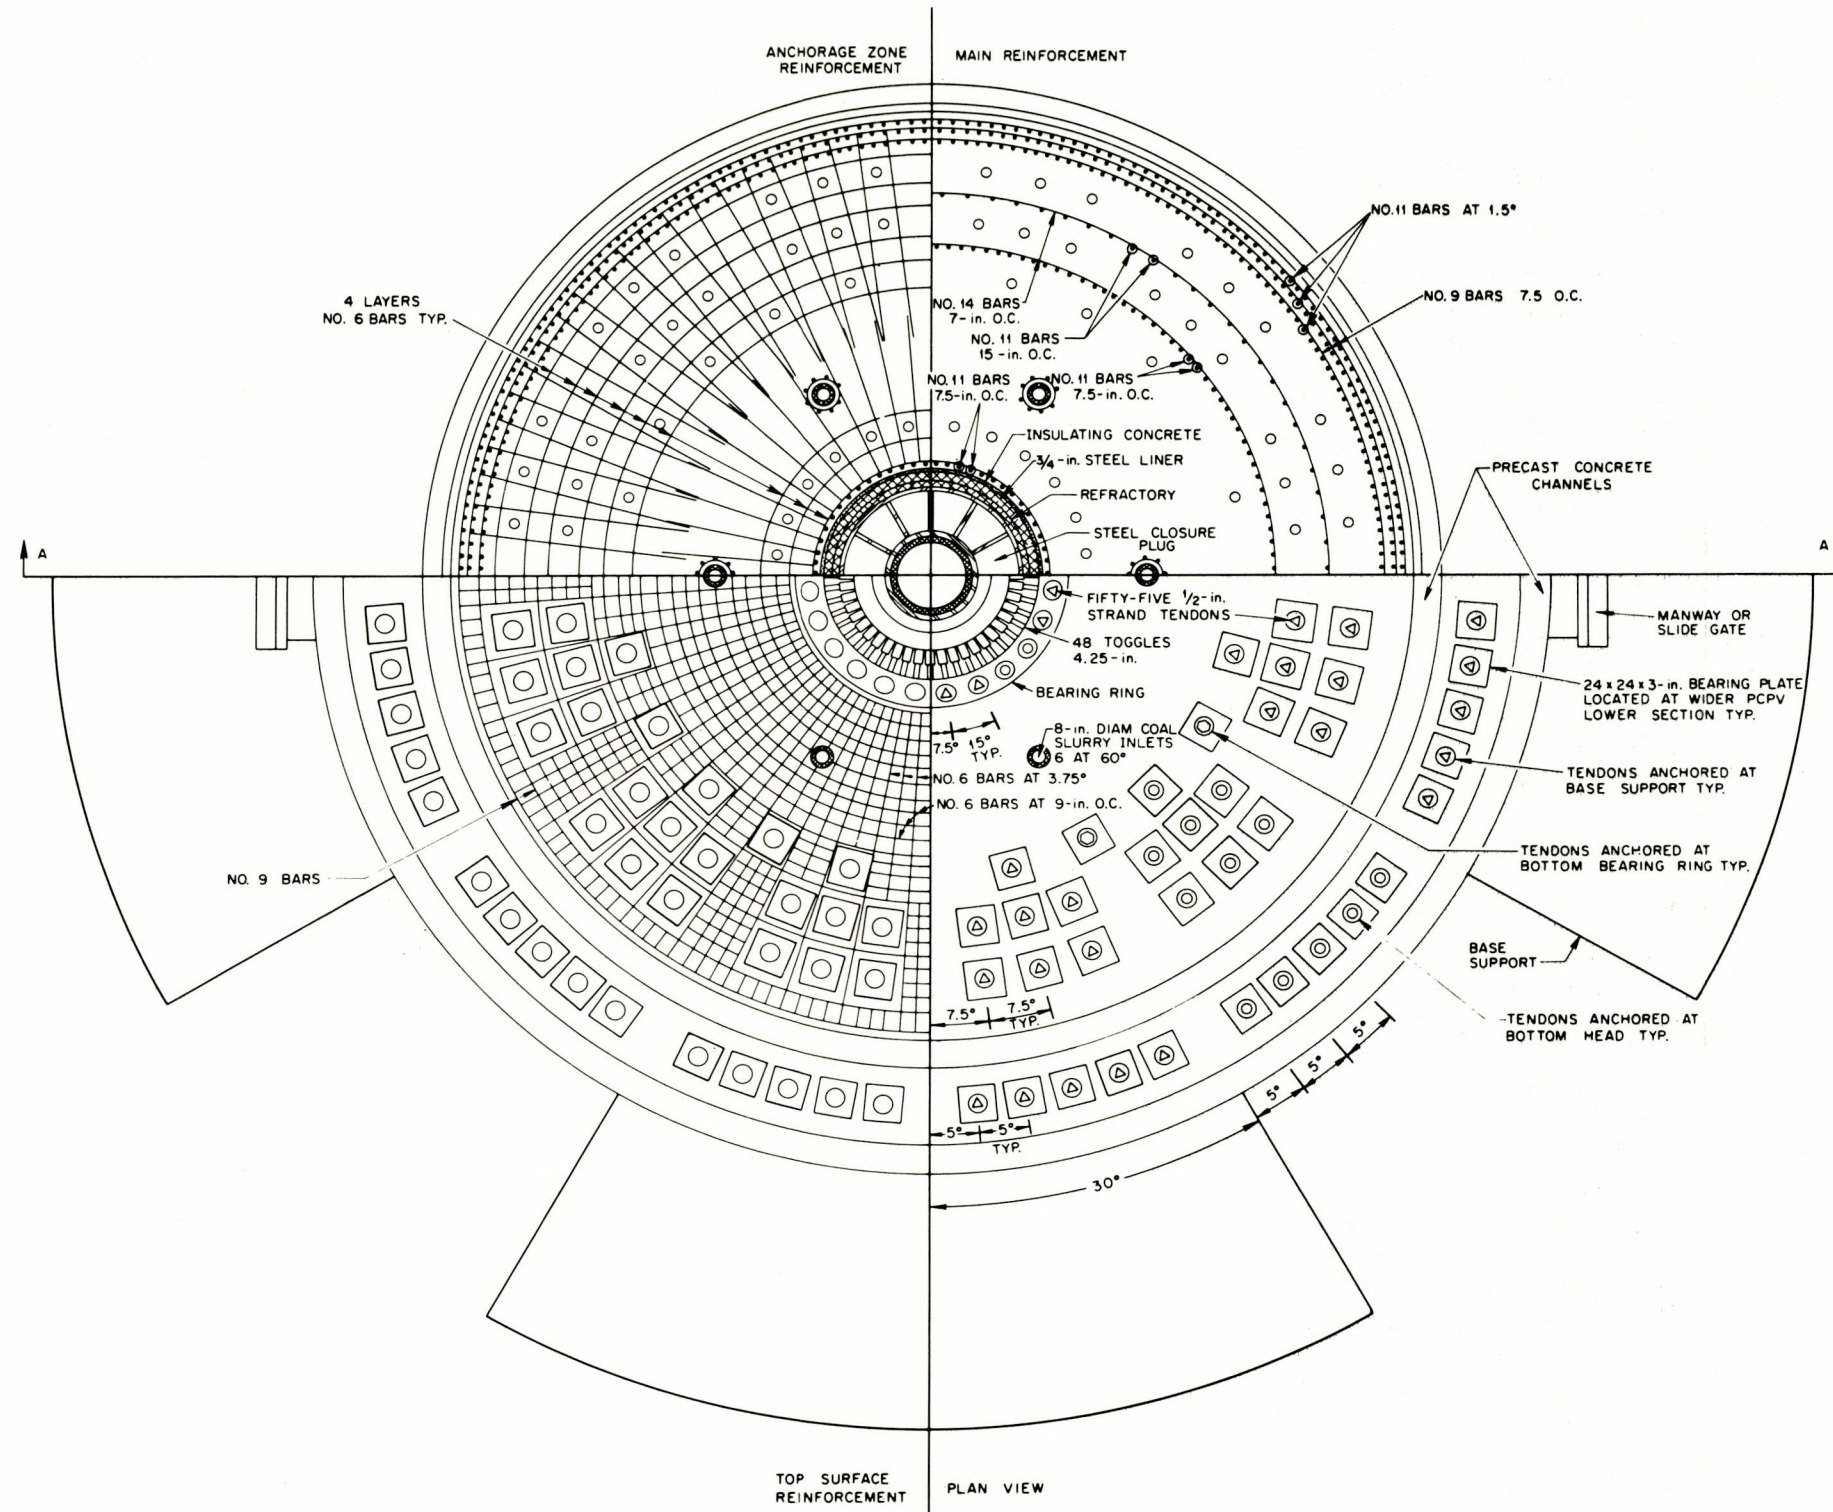 ANCHORAGE ZONE
REINFORCEMENT
MAIN REINFORCEMENT
NO.11 BARS AT 1.5°
4 LAYERS
NO. 6 BARS TYP.
NO. 14 BARS
7-in. O.C.
NO. 9 BARS 7.5 O.C.
NO. 11 BARS
15-in. O.C.
NO. 11 BARS
7.5-in. O.C.
NO. 11 BARS
7.5-in. O.C.
INSULATING CONCRETE
3/4-in. STEEL LINER
REFRACTORY
STEEL CLOSURE
PLUG
PRECAST CONCRETE
CHANNELS
A
A
FIFTY-FIVE 1/2-in.
STRAND TENDONS
48 TOGGLES
4.25-in.
BEARING RING
MANWAY OR
SLIDE GATE
24 x 24 x 3-in. BEARING PLATE
LOCATED AT WIDER PCPV
LOWER SECTION TYP.
7.5° 15°
TYP.
8-in. DIAM COAL
SLURRY INLETS
6 AT 60°
NO. 6 BARS AT 3.75°
NO. 6 BARS AT 9-in. O.C.
TENDONS ANCHORED AT
BASE SUPPORT TYP.
TENDONS ANCHORED AT
BOTTOM BEARING RING TYP.
NO. 9 BARS
BASE
SUPPORT
7.5° 7.5°
TYP.
TENDONS ANCHORED AT
BOTTOM HEAD TYP.
5°
5°
5°
5° 5°
TYP.
30°
TOP SURFACE
REINFORCEMENT
PLAN VIEW